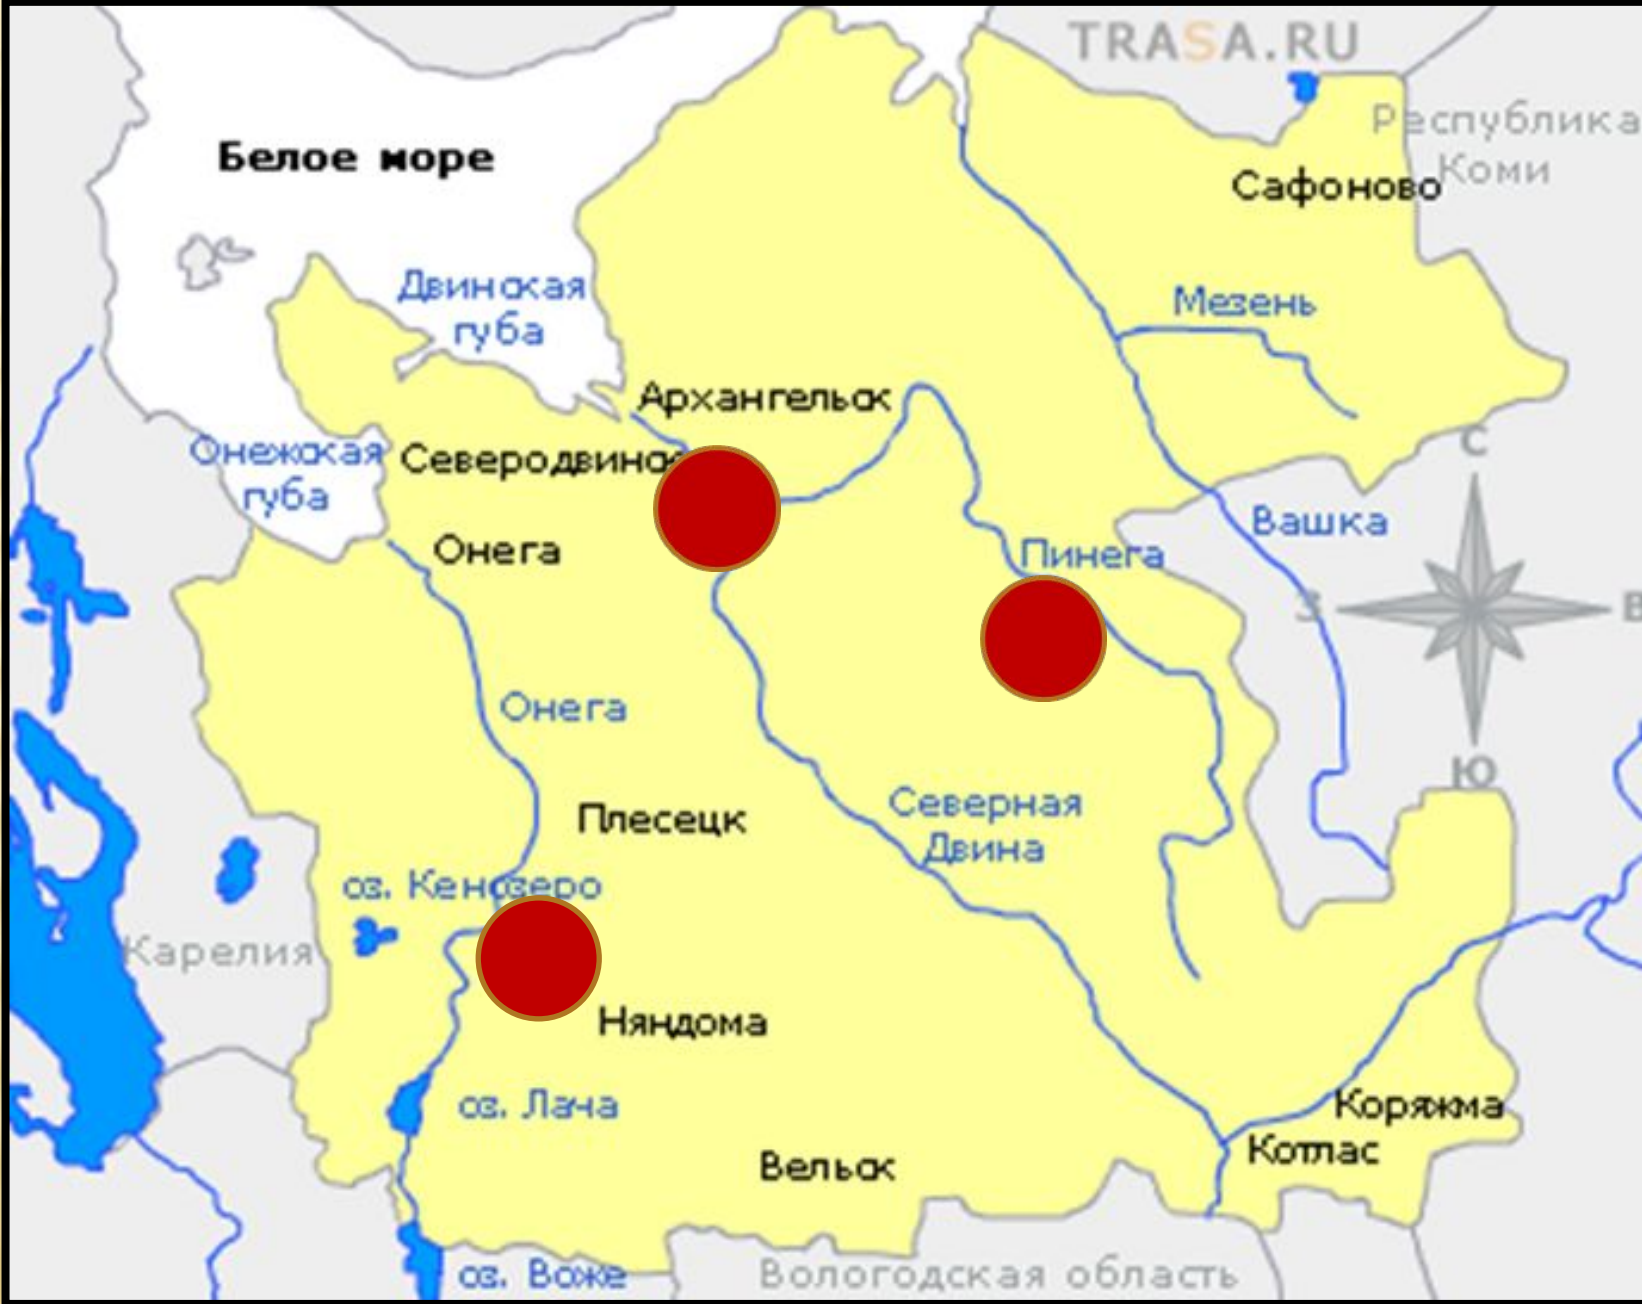 TRASA.RU
Республика
Коми
Белое море
Сафоново
Двинская
губа
Мезень
Архангельск
Онежская
губа
Северодвинск
С
Вашка
Онега
Пинега
З
В
Онега
Ю
Плесецк
Северная
Двина
оз. Кенозеро
Карелия
Няндома
оз. Лача
Коряжма
Котлас
Вельск
оз. Воже
Вологодская область